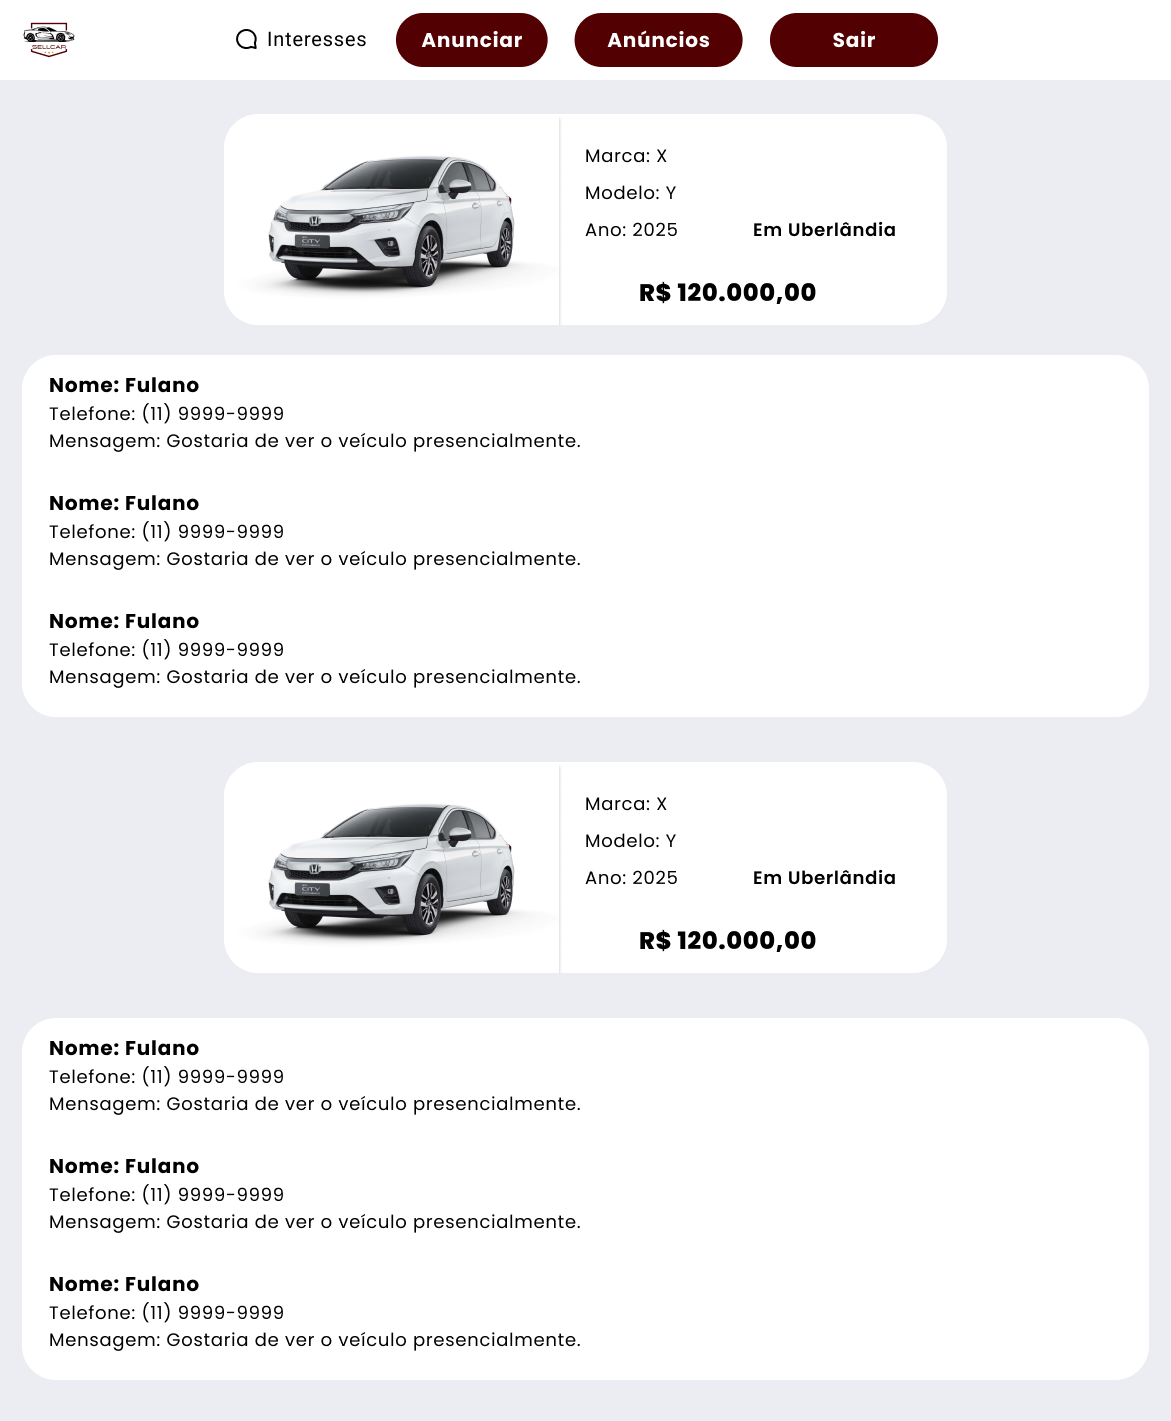 SELLCAR
Interesses
Anunciar
Anúncios
Sair
Marca: X
Modelo: Y
Ano: 2025
Em Uberlândia
R$ 120.000,00
CITY
Nome: Fulano
Telefone: (11) 9999-9999
Mensagem: Gostaria de ver o veículo presencialmente.
Nome: Fulano
Telefone: (11) 9999-9999
Mensagem: Gostaria de ver o veículo presencialmente.
Nome: Fulano
Telefone: (11) 9999-9999
Mensagem: Gostaria de ver o veículo presencialmente.
Marca: X
Modelo: Y
Ano: 2025
Em Uberlândia
R$ 120.000,00
CITY
Nome: Fulano
Telefone: (11) 9999-9999
Mensagem: Gostaria de ver o veículo presencialmente.
Nome: Fulano
Telefone: (11) 9999-9999
Mensagem: Gostaria de ver o veículo presencialmente.
Nome: Fulano
Telefone: (11) 9999-9999
Mensagem: Gostaria de ver o veículo presencialmente.